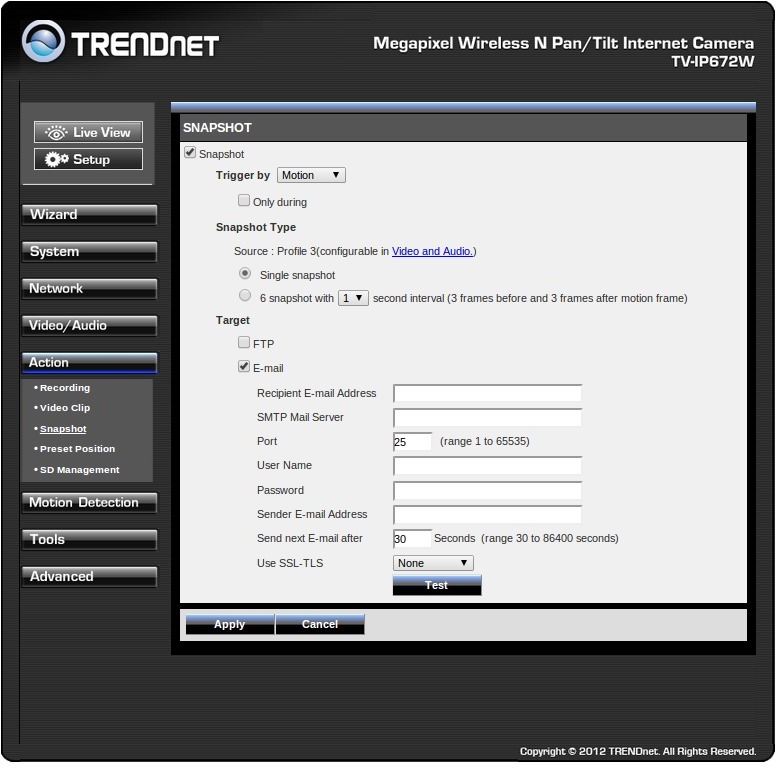 TRENDNET
Megapixel Wireless N Pan/Tilt Internet Camera
TV-IP672W
Live View
Setup
Wizard
System
Network
Video/Audio
Action
• Recording
• Video Clip
• Snapshot
• Preset Position
• SD Management
Motion Detection
Tools
Advanced
SNAPSHOT
Snapshot
Trigger by Motion
Only during
Snapshot Type
Source : Profile 3(configurable in Video and Audio.)
Single snapshot
6 snapshot with 1 second interval (3 frames before and 3 frames after motion frame)
Target
FTP
E-mail
Recipient E-mail Address
SMTP Mail Server
Port 25 (range 1 to 65535)
User Name
Password
Sender E-mail Address
Send next E-mail after 30 Seconds (range 30 to 86400 seconds)
Use SSL-TLS None
Test
Apply Cancel
Copyright © 2012 TRENDnet. All Rights Reserved.